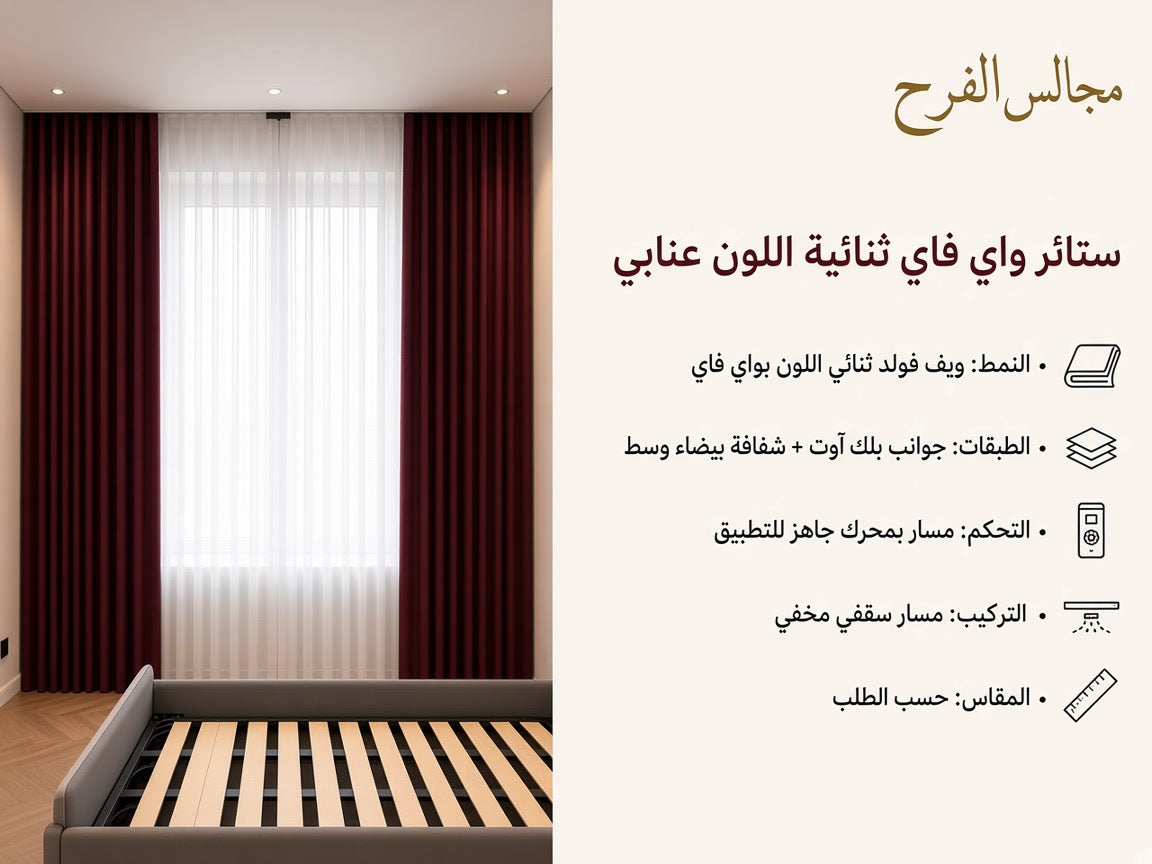 مجالس الفرح
ستائر واي فاي ثنائية اللون عنابي
• النمط: ويف فولد ثنائي اللون بواي فاي
• الطبقات: جوانب بلك آوت + شفافة بيضاء وسط
• التحكم: مسار بمحرك جاهز للتطبيق
• التركيب: مسار سقفي مخفي
• المقاس: حسب الطلب